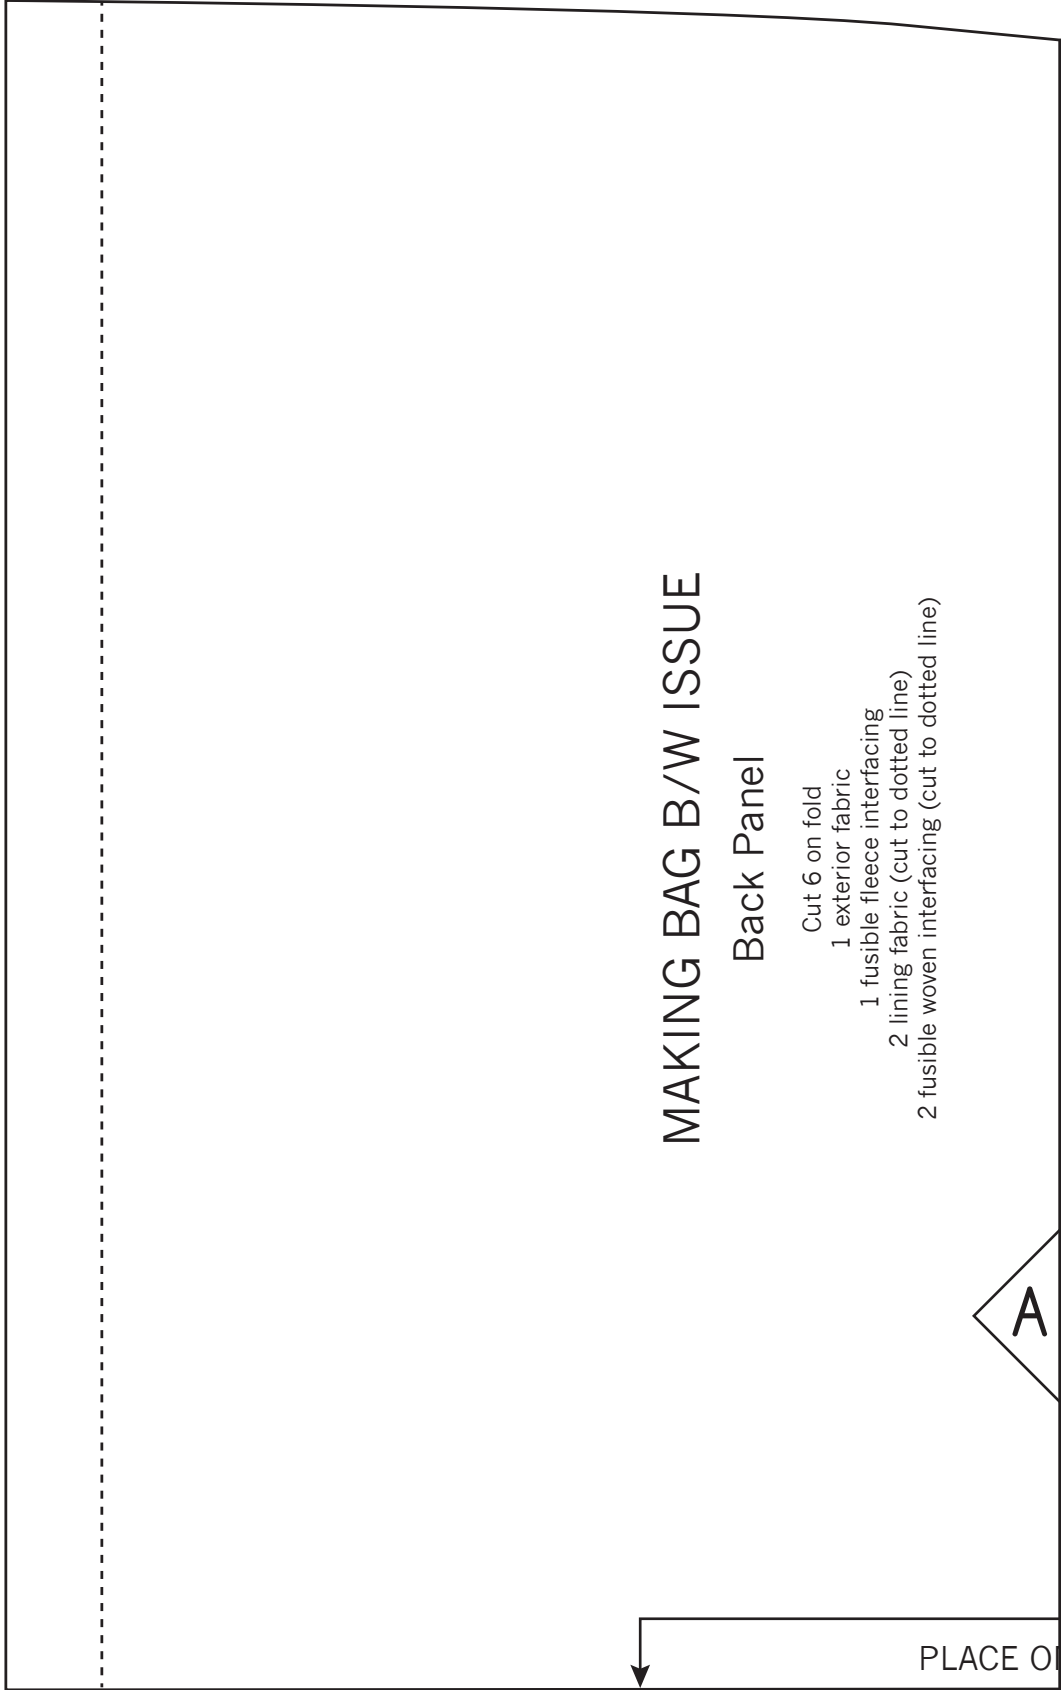 MAKING BAG B/W ISSUE
Back Panel
Cut 6 on fold
1 exterior fabric
1 fusible fleece interfacing
2 lining fabric (cut to dotted line)
2 fusible woven interfacing (cut to dotted line)
A
PLACE